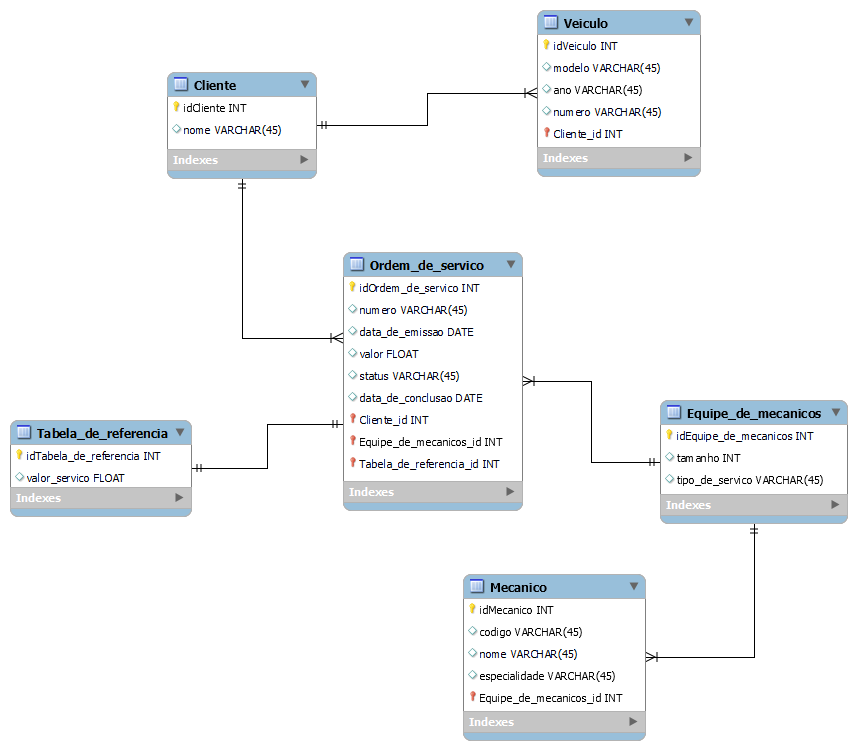 Veiculo
idVeiculo INT
modelo VARCHAR(45)
ano VARCHAR(45)
numero VARCHAR(45)
Cliente_id INT
Indexes
Cliente
idCliente INT
nome VARCHAR(45)
Indexes
Ordem_de_servico
idOrdem_de_servico INT
numero VARCHAR(45)
data_de_emissao DATE
valor FLOAT
status VARCHAR(45)
data_de_conclusao DATE
Cliente_id INT
Equipe_de_mecanicos_id INT
Tabela_de_referencia_id INT
Indexes
Tabela_de_referencia
idTabela_de_referencia INT
valor_servico FLOAT
Indexes
Equipe_de_mecanicos
idEquipe_de_mecanicos INT
tamanho INT
tipo_de_servico VARCHAR(45)
Indexes
Mecanico
idMecanico INT
codigo VARCHAR(45)
nome VARCHAR(45)
especialidade VARCHAR(45)
Equipe_de_mecanicos_id INT
Indexes